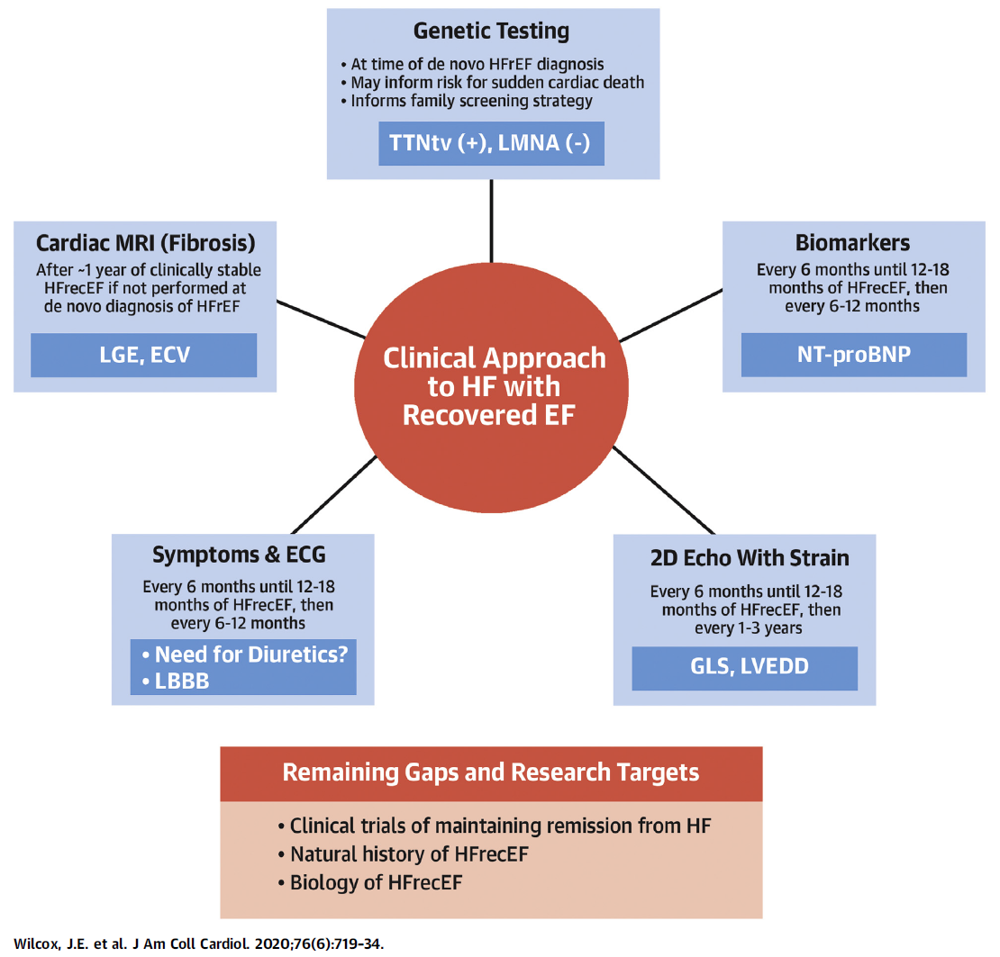 Genetic Testing
• At time of de novo HFrEF diagnosis
• May inform risk for sudden cardiac death
• Informs family screening strategy
TTNtv (+), LMNA (-)
Cardiac MRI (Fibrosis)
After ~1 year of clinically stable
HFrecEF if not performed at
de novo diagnosis of HFrEF
LGE, ECV
Biomarkers
Every 6 months until 12-18
months of HFrecEF, then
every 6-12 months
NT-proBNP
Clinical Approach
to HF with
Recovered EF
Symptoms & ECG
Every 6 months until 12-18
months of HFrecEF, then
every 6-12 months
• Need for Diuretics?
• LBBB
2D Echo With Strain
Every 6 months until 12-18
months of HFrecEF, then
every 1-3 years
GLS, LVEDD
Remaining Gaps and Research Targets
• Clinical trials of maintaining remission from HF
• Natural history of HFrecEF
• Biology of HFrecEF
Wilcox, J.E. et al. J Am Coll Cardiol. 2020;76(6):719-34.